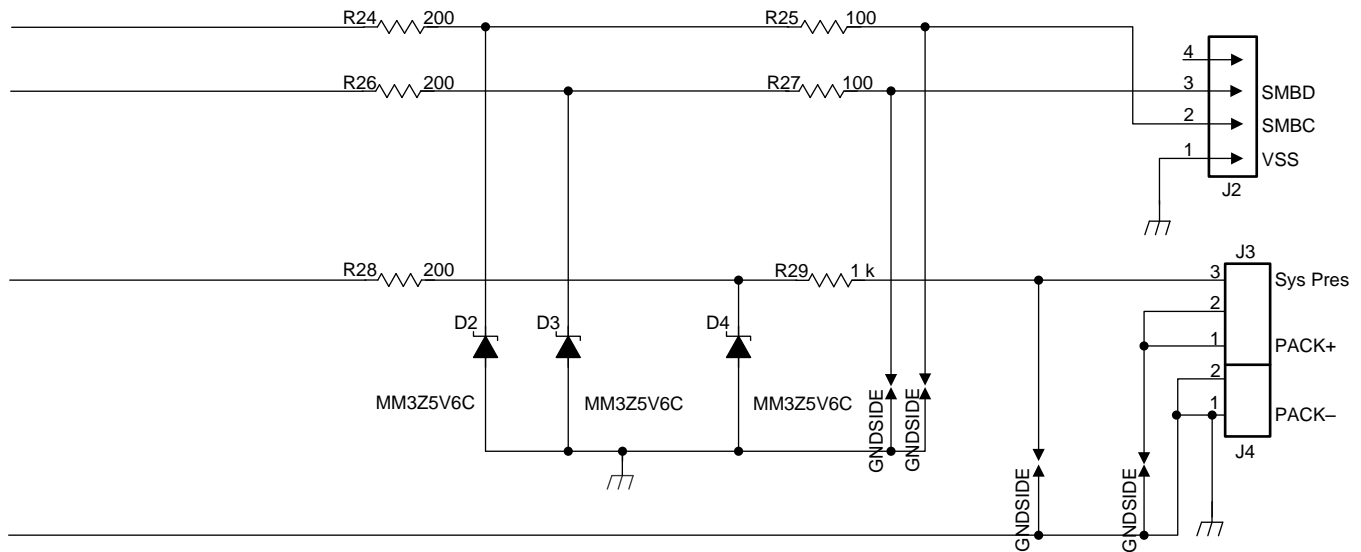 R24 200 R25 100
4
R26 200 R27 100 3 SMBD
2 SMBC
1 VSS
J2
J3
R28 200 R29 1 k 3 Sys Pres
2
D2 D3 D4
1 PACK+
2
MM3Z5V6C MM3Z5V6C MM3Z5V6C
1 PACK–
J4
GNDSIDE
GNDSIDE
GNDSIDE
GNDSIDE